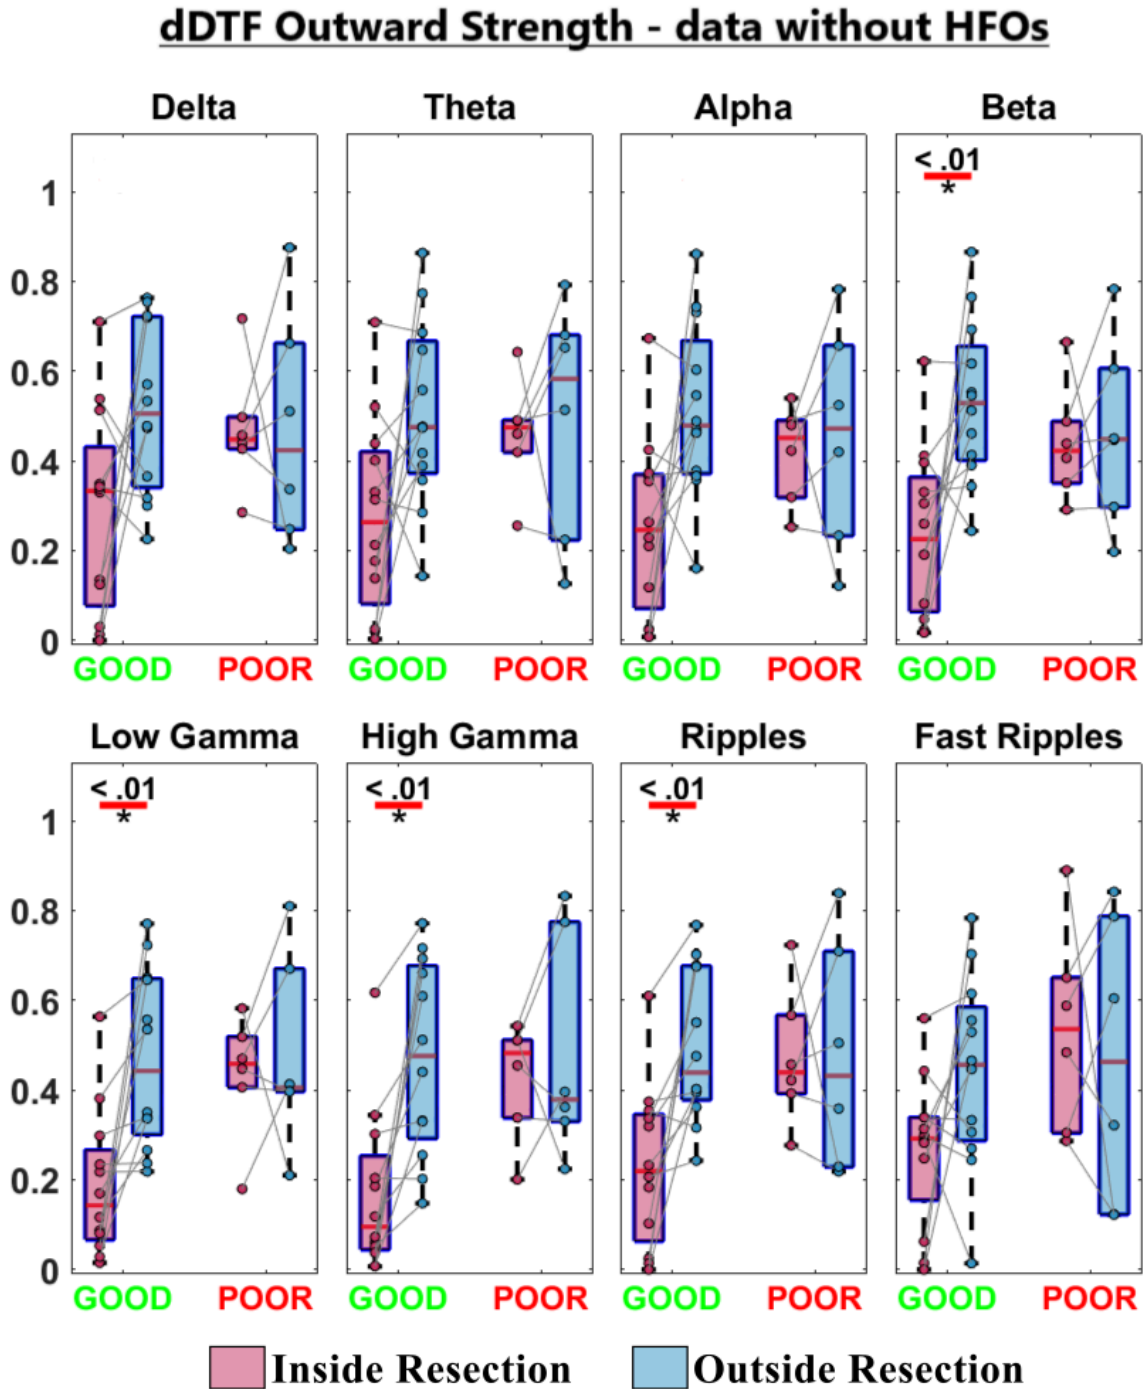 dDTF Outward Strength - data without HFOs
Delta Theta Alpha Beta
< .01
*
1
0.8
0.6
0.4
0.2
0
GOOD POOR GOOD POOR GOOD POOR GOOD POOR
Low Gamma High Gamma Ripples Fast Ripples
< .01 < .01 < .01
* * *
1
0.8
0.6
0.4
0.2
0
GOOD POOR GOOD POOR GOOD POOR GOOD POOR
Inside Resection Outside Resection